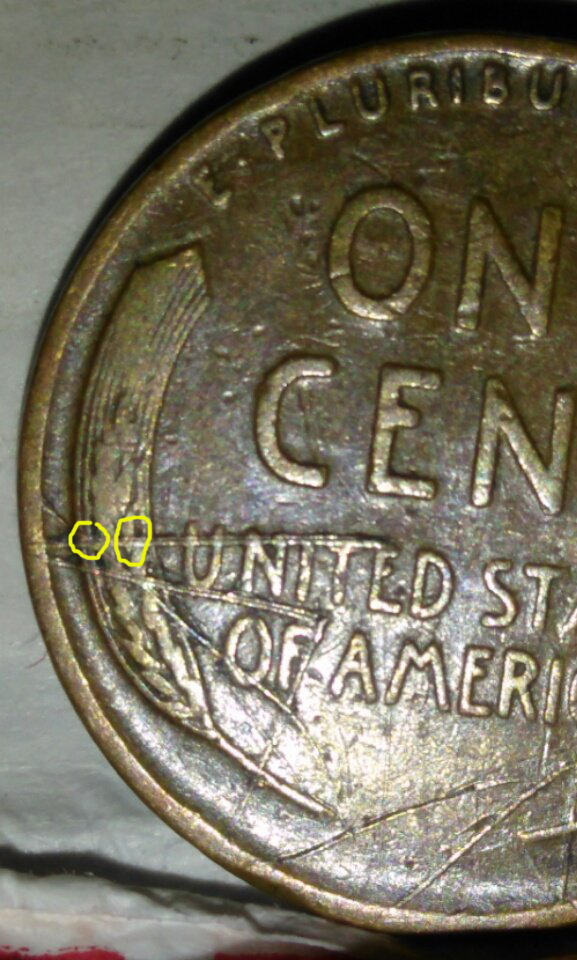 E·PLURIBU
ON
CEN
UNITED STA
OF AMERIC